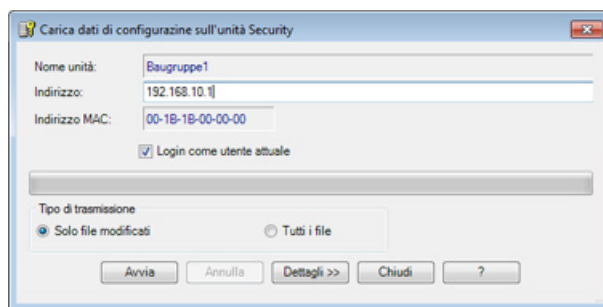 Carica dati di configurazine sull'unità Security
Nome unità: Baugruppe1
Indirizzo: 192.168.10.1
Indirizzo MAC: 00-1B-1B-00-00-00
Login come utente attuale
Tipo di trasmissione
Solo file modificati Tutti i file
Avvia Annulla Dettagli >> Chiudi ?